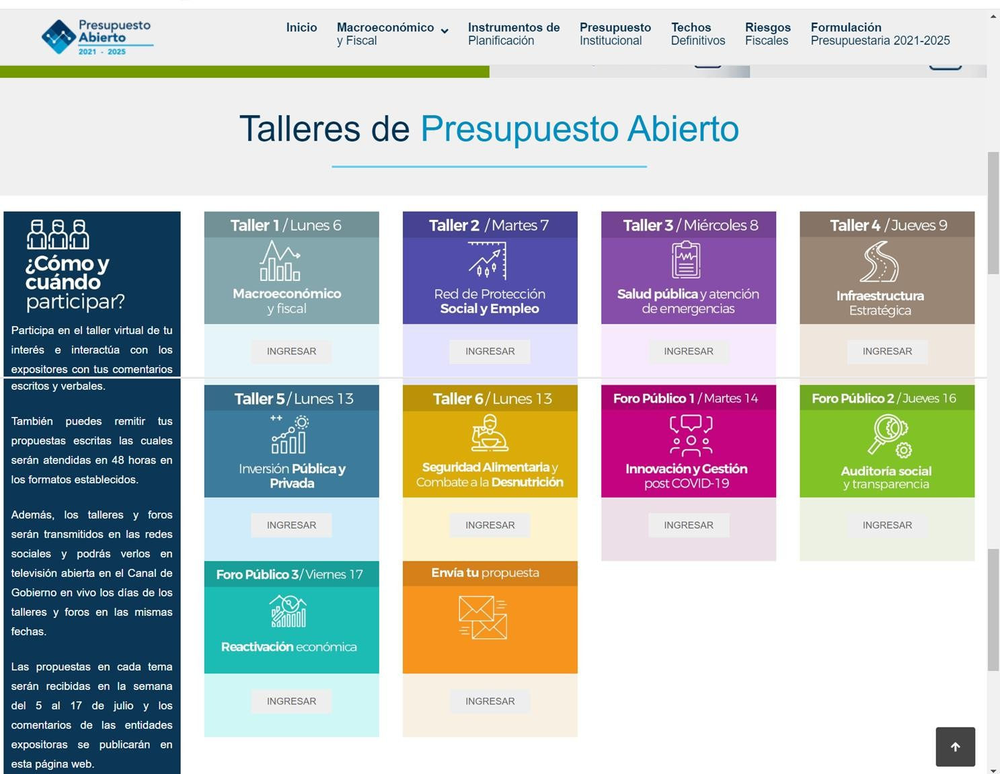 Presupuesto
Abierto
2021 - 2025
Inicio
Macroeconómico
y Fiscal
Instrumentos de
Planificación
Presupuesto
Institucional
Techos
Definitivos
Riesgos
Fiscales
Formulación
Presupuestaria 2021-2025
Talleres de Presupuesto Abierto
¿Cómo y
cuándo
participar?
Participa en el taller virtual de tu
interés e interactúa con los
expositores con tus comentarios
escritos y verbales.
También puedes remitir tus
propuestas escritas las cuales
serán atendidas en 48 horas en
los formatos establecidos.
Además, los talleres y foros
serán transmitidos en las redes
sociales y podrás verlos en
televisión abierta en el Canal de
Gobierno en vivo los días de los
talleres y foros en las mismas
fechas.
Las propuestas en cada tema
serán recibidas en la semana
del 5 al 17 de julio y los
comentarios de las entidades
expositoras se publicarán en
esta página web.
Taller 1 / Lunes 6
Macroeconómico
y fiscal
INGRESAR
Taller 2 / Martes 7
Red de Protección
Social y Empleo
INGRESAR
Taller 3 / Miércoles 8
Salud pública y atención
de emergencias
INGRESAR
Taller 4 / Jueves 9
Infraestructura
Estratégica
INGRESAR
Taller 5 / Lunes 13
Inversión Pública y
Privada
INGRESAR
Taller 6 / Lunes 13
Seguridad Alimentaria y
Combate a la Desnutrición
INGRESAR
Foro Público 1 / Martes 14
Innovación y Gestión
post COVID-19
INGRESAR
Foro Público 2 / Jueves 16
Auditoría social
y transparencia
INGRESAR
Foro Público 3/ Viernes 17
Reactivación económica
INGRESAR
Envía tu propuesta
INGRESAR